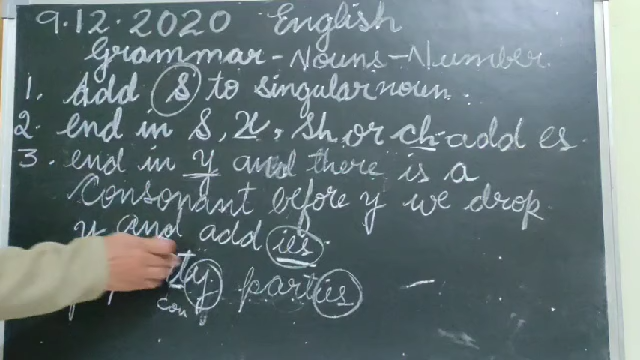 9.12.2020 English
Grammar - Nouns - Number.
1. Add S to singular noun.
2. end in s, x, sh, or ch - add es.
3. end in y and there is a
Consonant before y we drop
y and add ies.
parties
con y